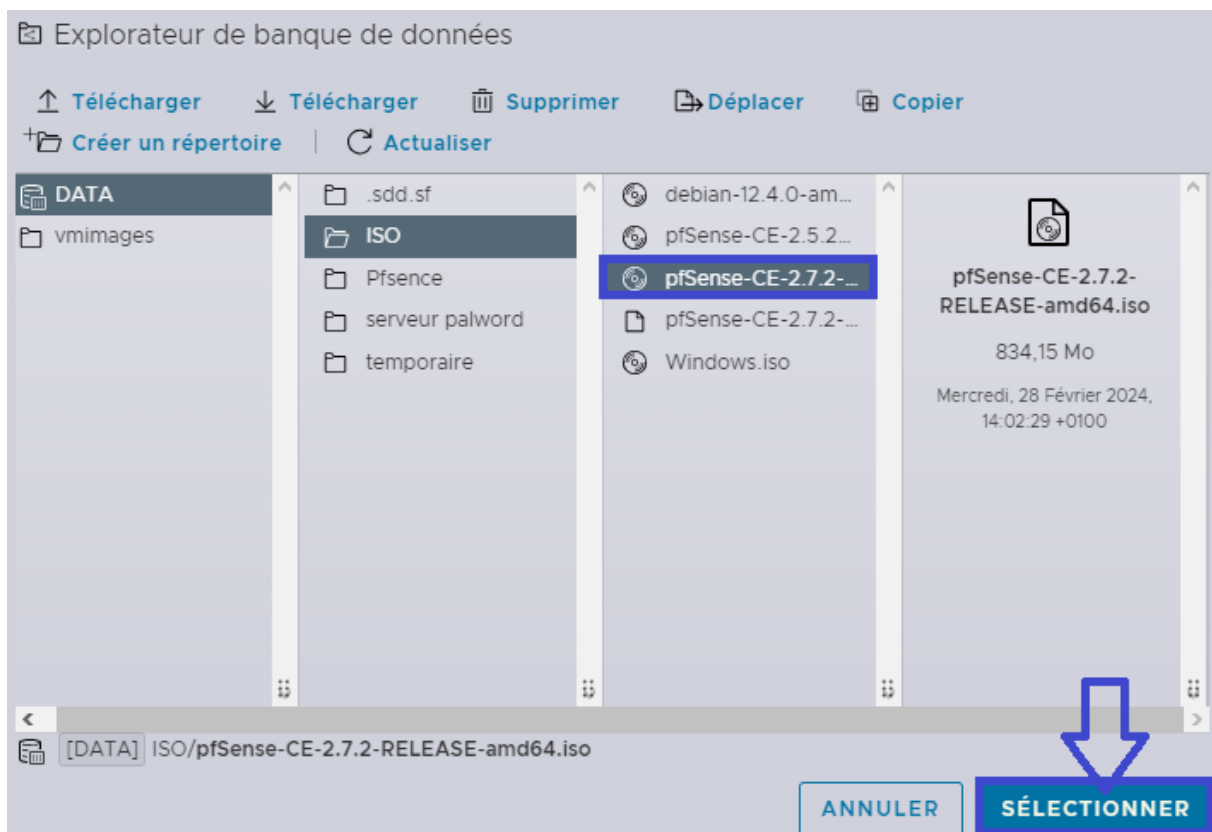 Explorateur de banque de données
Télécharger Télécharger Supprimer Déplacer Copier
Créer un répertoire Actualiser
DATA
vmimages
.sdd.sf
ISO
Pfsence
serveur palword
temporaire
debian-12.4.0-am...
pfSense-CE-2.5.2...
pfSense-CE-2.7.2-...
pfSense-CE-2.7.2-...
Windows.iso
pfSense-CE-2.7.2-
RELEASE-amd64.iso
834,15 Mo
Mercredi, 28 Février 2024,
14:02:29 +0100
[DATA] ISO/pfSense-CE-2.7.2-RELEASE-amd64.iso
ANNULER SÉLECTIONNER